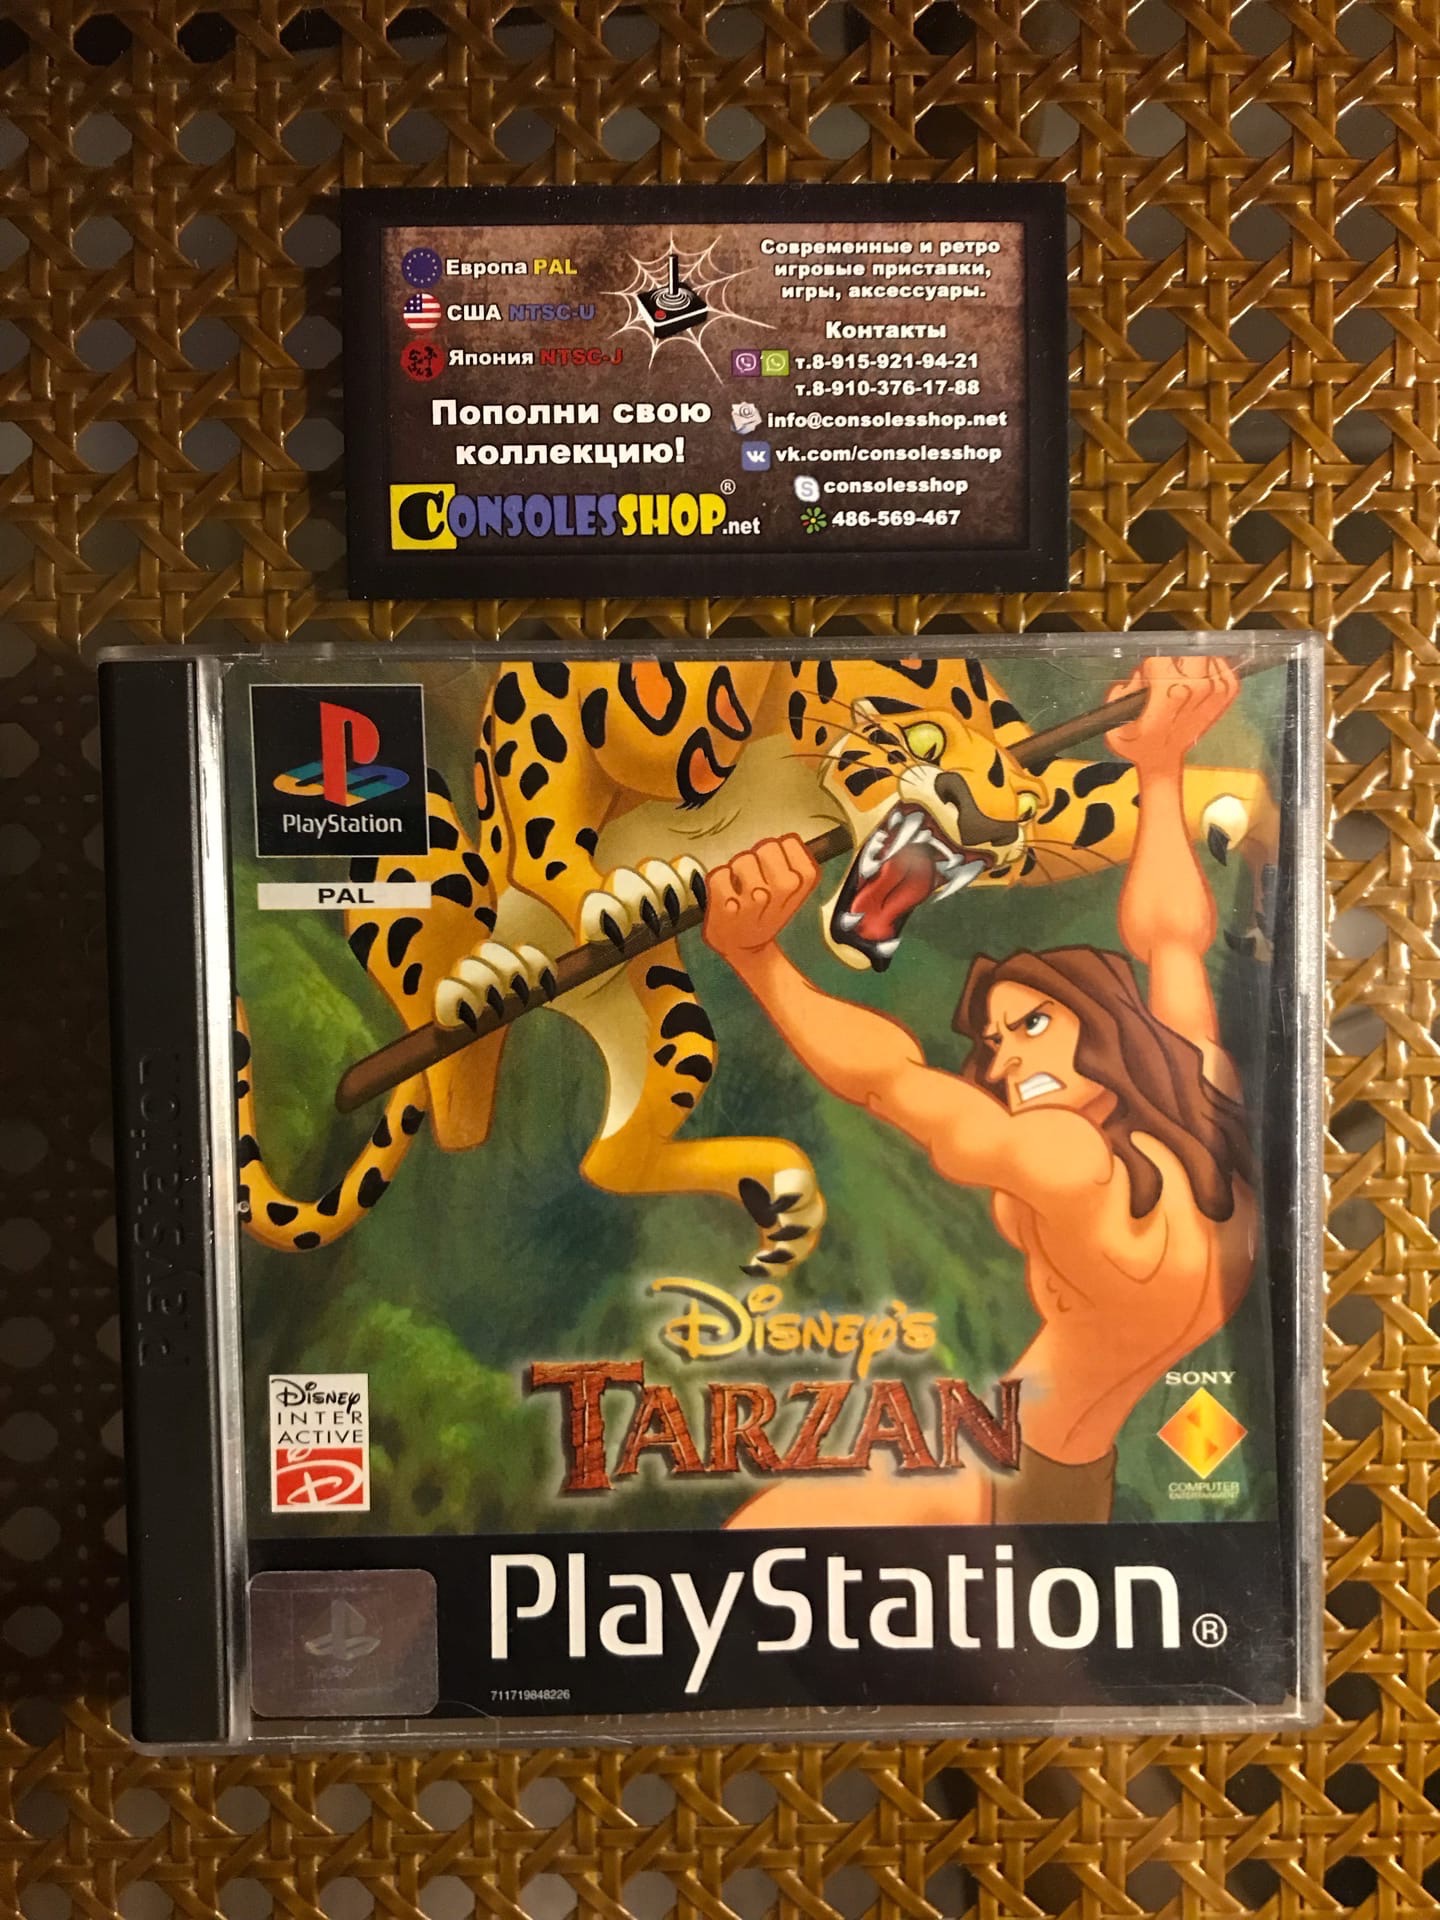 Европа PAL
США NTSC-U
Япония NTSC-J
Пополни свою
коллекцию!
CONSOLESSHOP.net
®
Современные и ретро
игровые приставки,
игры, аксессуары.
Контакты
т.8-915-921-94-21
т.8-910-376-17-88
info@consolesshop.net
vk.com/consolesshop
consolesshop
486-569-467
PlayStation
PlayStation
PAL
DISNEY'S
TARZAN
DISNEY
INTER
ACTIVE
SONY
COMPUTER
ENTERTAINMENT
PlayStation®
711719848226